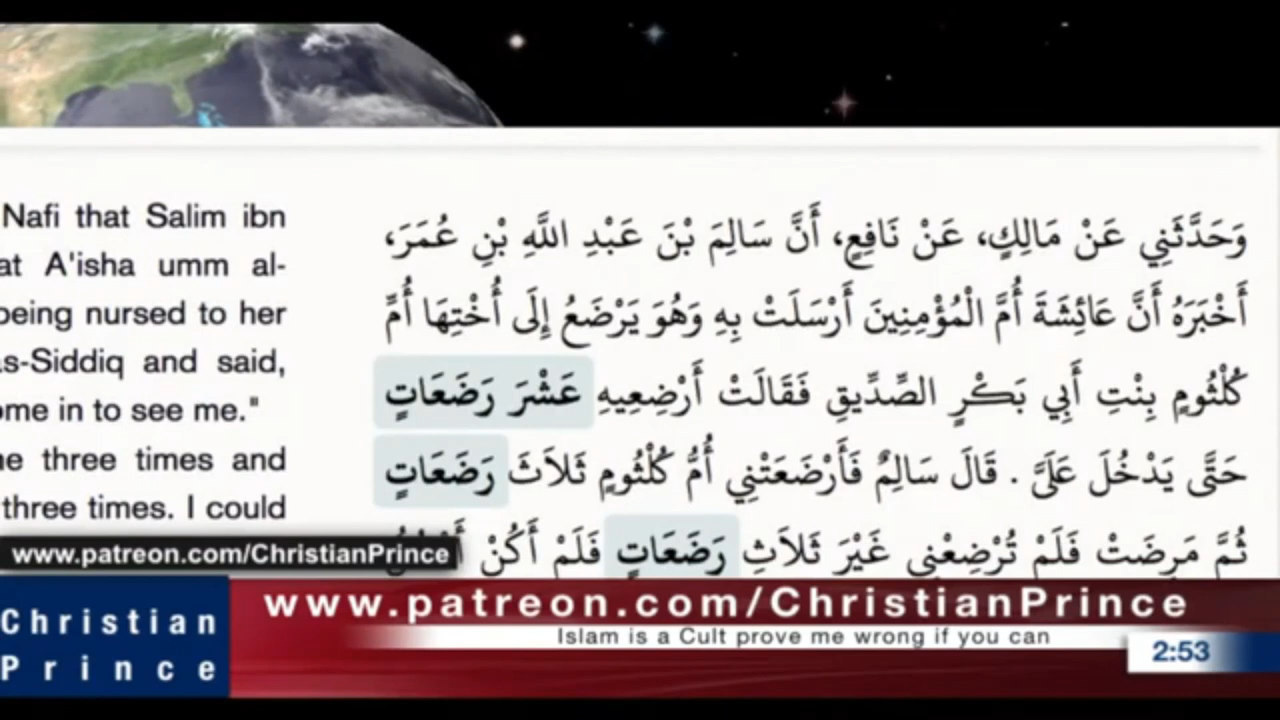 Nafi that Salim ibn
at A'isha umm al-
being nursed to her
as-Siddiq and said,
ome in to see me."
ne three times and
three times. I could
وَحَدَّثَنِي عَنْ مَالِكٍ، عَنْ نَافِعٍ، أَنَّ سَالِمَ بْنَ عَبْدِ اللَّهِ بْنِ عُمَرَ،
أَخْبَرَهُ أَنَّ عَائِشَةَ أُمَّ الْمُؤْمِنِينَ أَرْسَلَتْ بِهِ وَهُوَ يَرْضَعُ إِلَى أُخْتِهَا أُمِّ
كُلْثُومٍ بِنْتِ أَبِي بَكْرٍ الصِّدِّيقِ فَقَالَتْ أَرْضِعِيهِ عَشْرَ رَضَعَاتٍ
حَتَّى يَدْخُلَ عَلَىَّ . قَالَ سَالِمٌ فَأَرْضَعَتْنِي أُمُّ كُلْثُومٍ ثَلاَثَ رَضَعَاتٍ
ثُمَّ مَرِضَتْ فَلَمْ تُرْضِعْنِي غَيْرَ ثَلاَثِ رَضَعَاتٍ فَلَمْ أَكُنْ
www.patreon.com/ChristianPrince
Christian
Prince
www.patreon.com/ChristianPrince
Islam is a Cult prove me wrong if you can
2:53